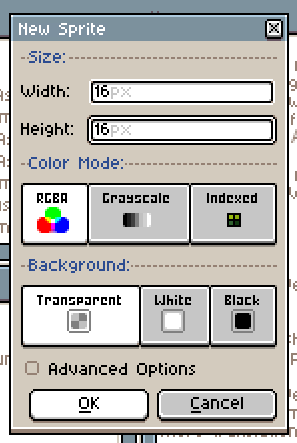 New Sprite
Size:
Width: 16px
Height: 16px
Color Mode:
RGBA Grayscale Indexed
Background:
Transparent White Black
Advanced Options
OK Cancel